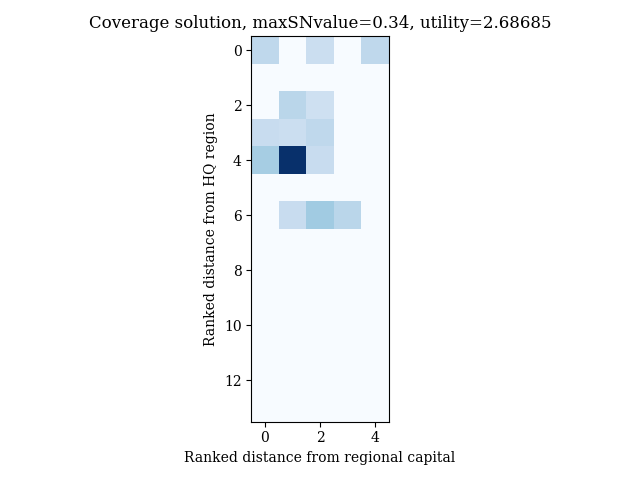 Coverage solution, maxSNvalue=0.34, utility=2.68685
0
2
4
6
8
10
12
Ranked distance from HQ region
0 2 4
Ranked distance from regional capital